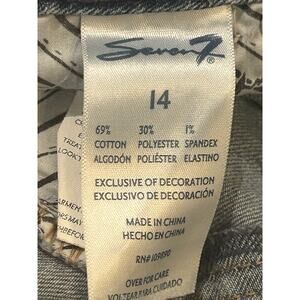 Seven7
14
69% 30% 1%
COTTON POLYESTER SPANDEX
ALGODÓN POLIÉSTER ELASTINO
EXCLUSIVE OF DECORATION
EXCLUSIVO DE DECORACIÓN
MADE IN CHINA
HECHO EN CHINA
OVER FOR CARE
VOLTEAR PARA CUIDADO